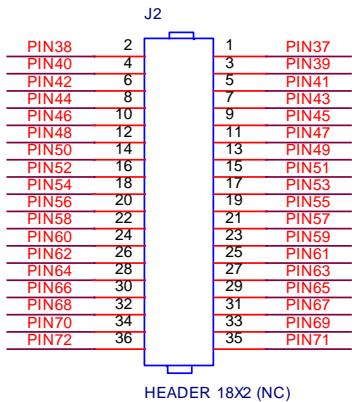 J2
PIN38 2 1 PIN37
PIN40 4 3 PIN39
PIN42 6 5 PIN41
PIN44 8 7 PIN43
PIN46 10 9 PIN45
PIN48 12 11 PIN47
PIN50 14 13 PIN49
PIN52 16 15 PIN51
PIN54 18 17 PIN53
PIN56 20 19 PIN55
PIN58 22 21 PIN57
PIN60 24 23 PIN59
PIN62 26 25 PIN61
PIN64 28 27 PIN63
PIN66 30 29 PIN65
PIN68 32 31 PIN67
PIN70 34 33 PIN69
PIN72 36 35 PIN71
HEADER 18X2 (NC)